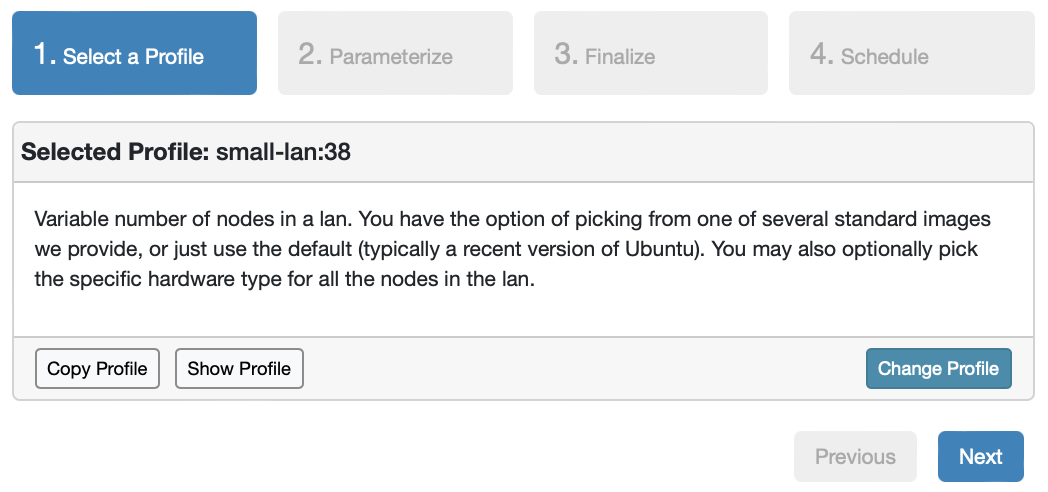 1. Select a Profile 2. Parameterize 3. Finalize 4. Schedule
Selected Profile: small-lan:38
Variable number of nodes in a lan. You have the option of picking from one of several standard images
we provide, or just use the default (typically a recent version of Ubuntu). You may also optionally pick
the specific hardware type for all the nodes in the lan.
Copy Profile Show Profile Change Profile
Previous Next